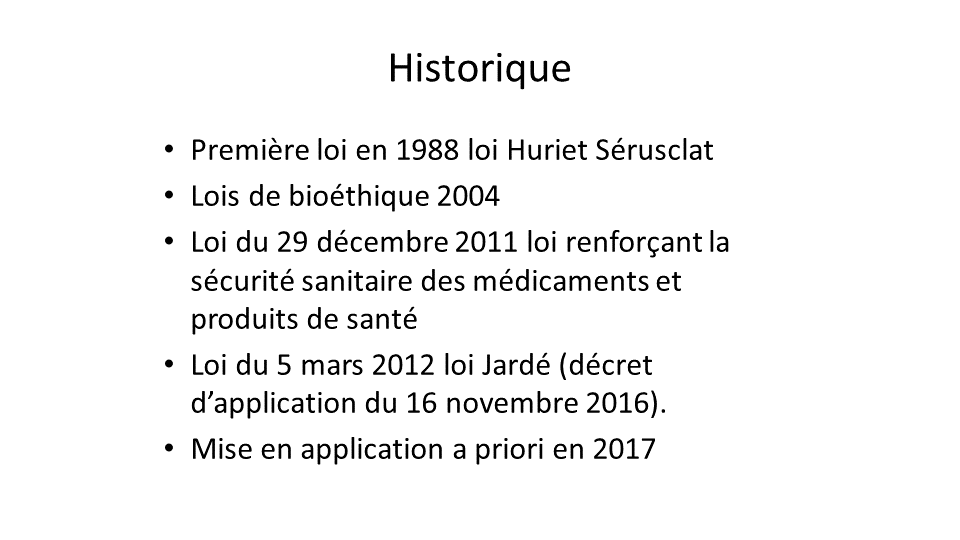 Historique
• Première loi en 1988 loi Huriet Sérusclat
• Lois de bioéthique 2004
• Loi du 29 décembre 2011 loi renforçant la
sécurité sanitaire des médicaments et
produits de santé
• Loi du 5 mars 2012 loi Jardé (décret
d’application du 16 novembre 2016).
• Mise en application a priori en 2017